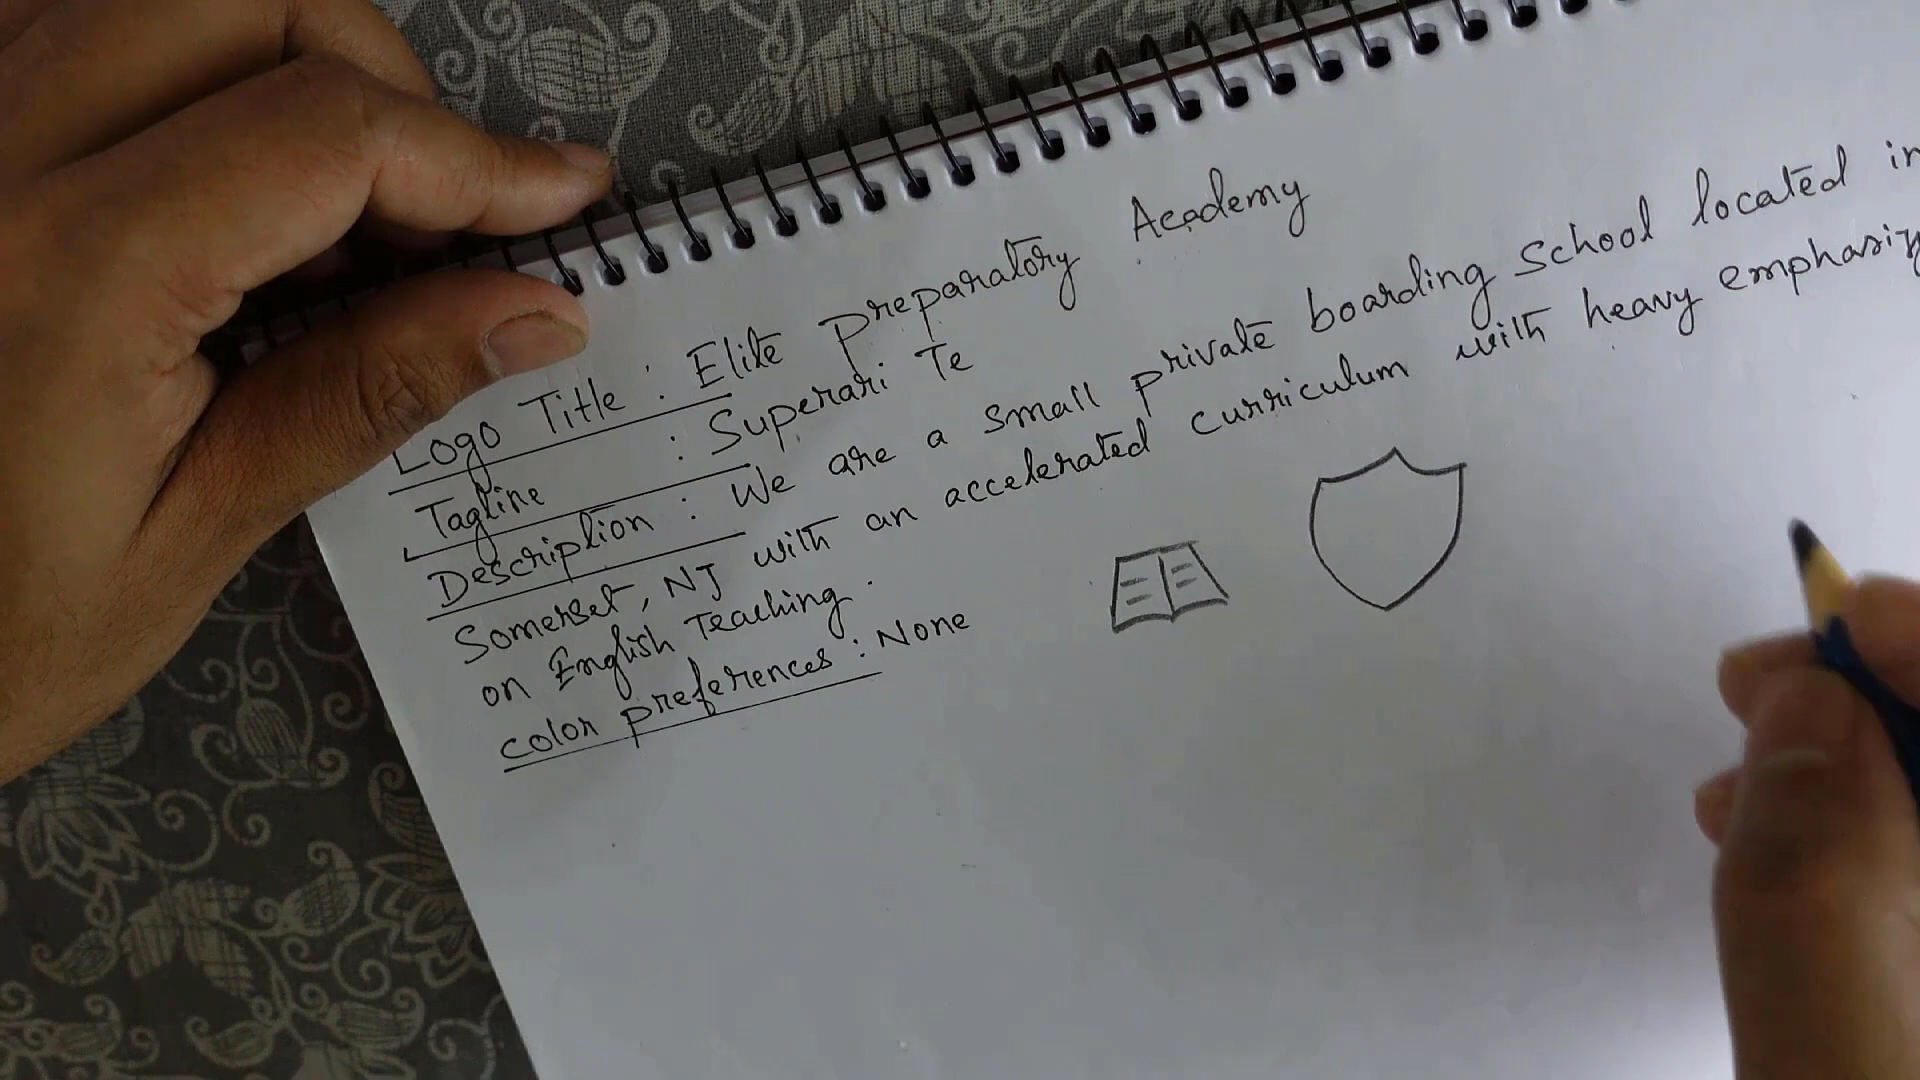 Logo Title : Elite Preparatory Academy
Tagline : Superari Te
Description : We are a small private boarding School located in
Somerset, NJ with an accelerated curriculum with heavy
on English Teaching.
color preferences : None